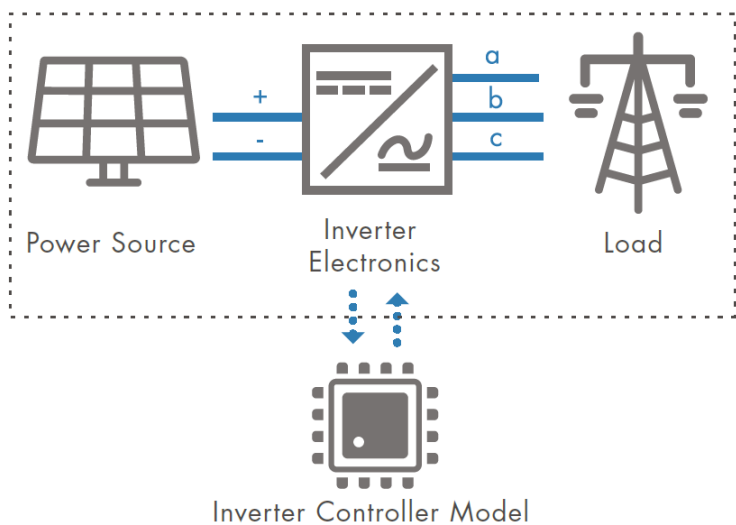 +
-
a
b
c
Power Source
Inverter
Electronics
Load
Inverter Controller Model